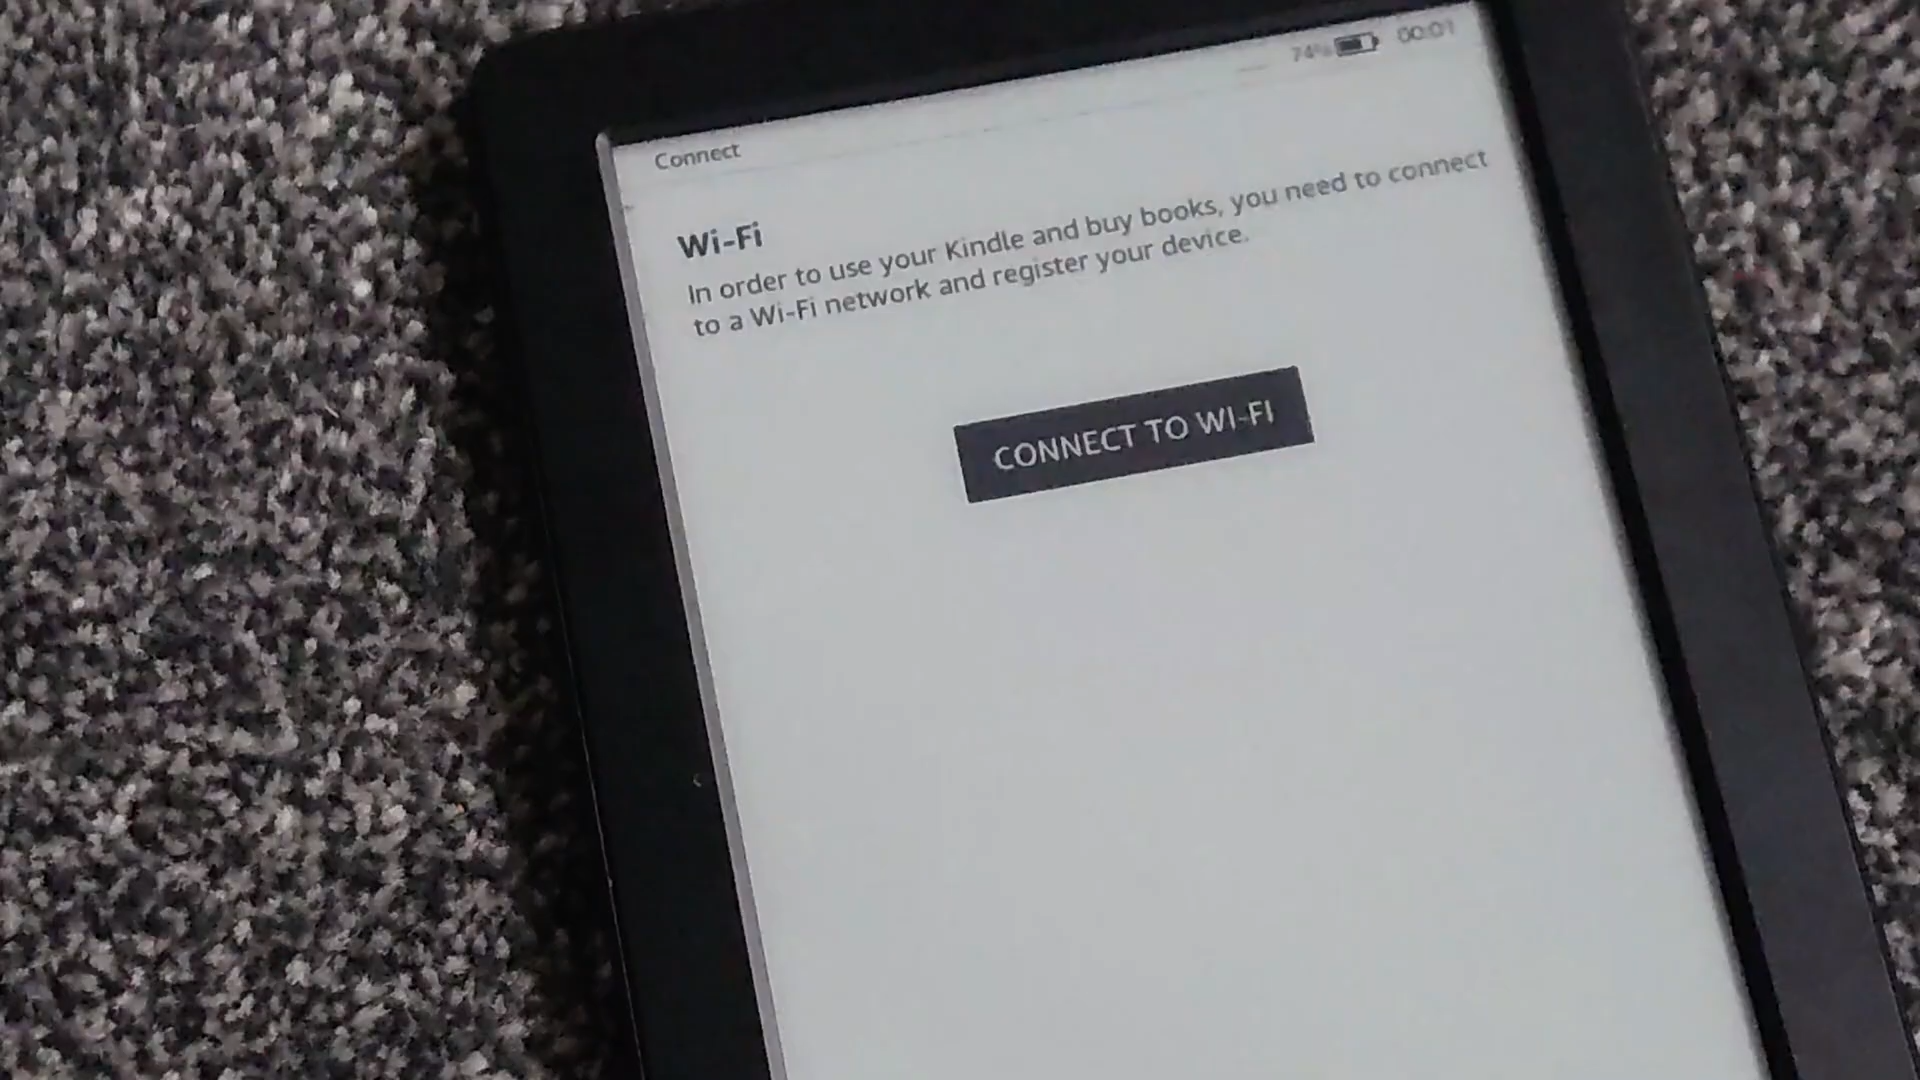 74% 00:01
Connect
Wi-Fi
In order to use your Kindle and buy books, you need to connect
to a Wi-Fi network and register your device.
CONNECT TO WI-FI